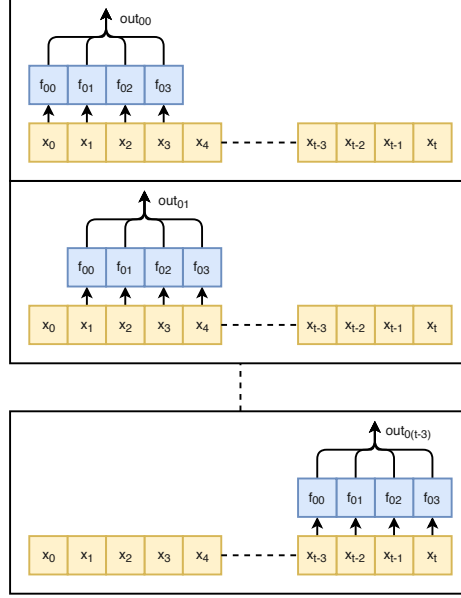 out00
f00 f01 f02 f03
x0 x1 x2 x3 x4 xt-3 xt-2 xt-1 xt
out01
f00 f01 f02 f03
x0 x1 x2 x3 x4 xt-3 xt-2 xt-1 xt
out0(t-3)
f00 f01 f02 f03
x0 x1 x2 x3 x4 xt-3 xt-2 xt-1 xt